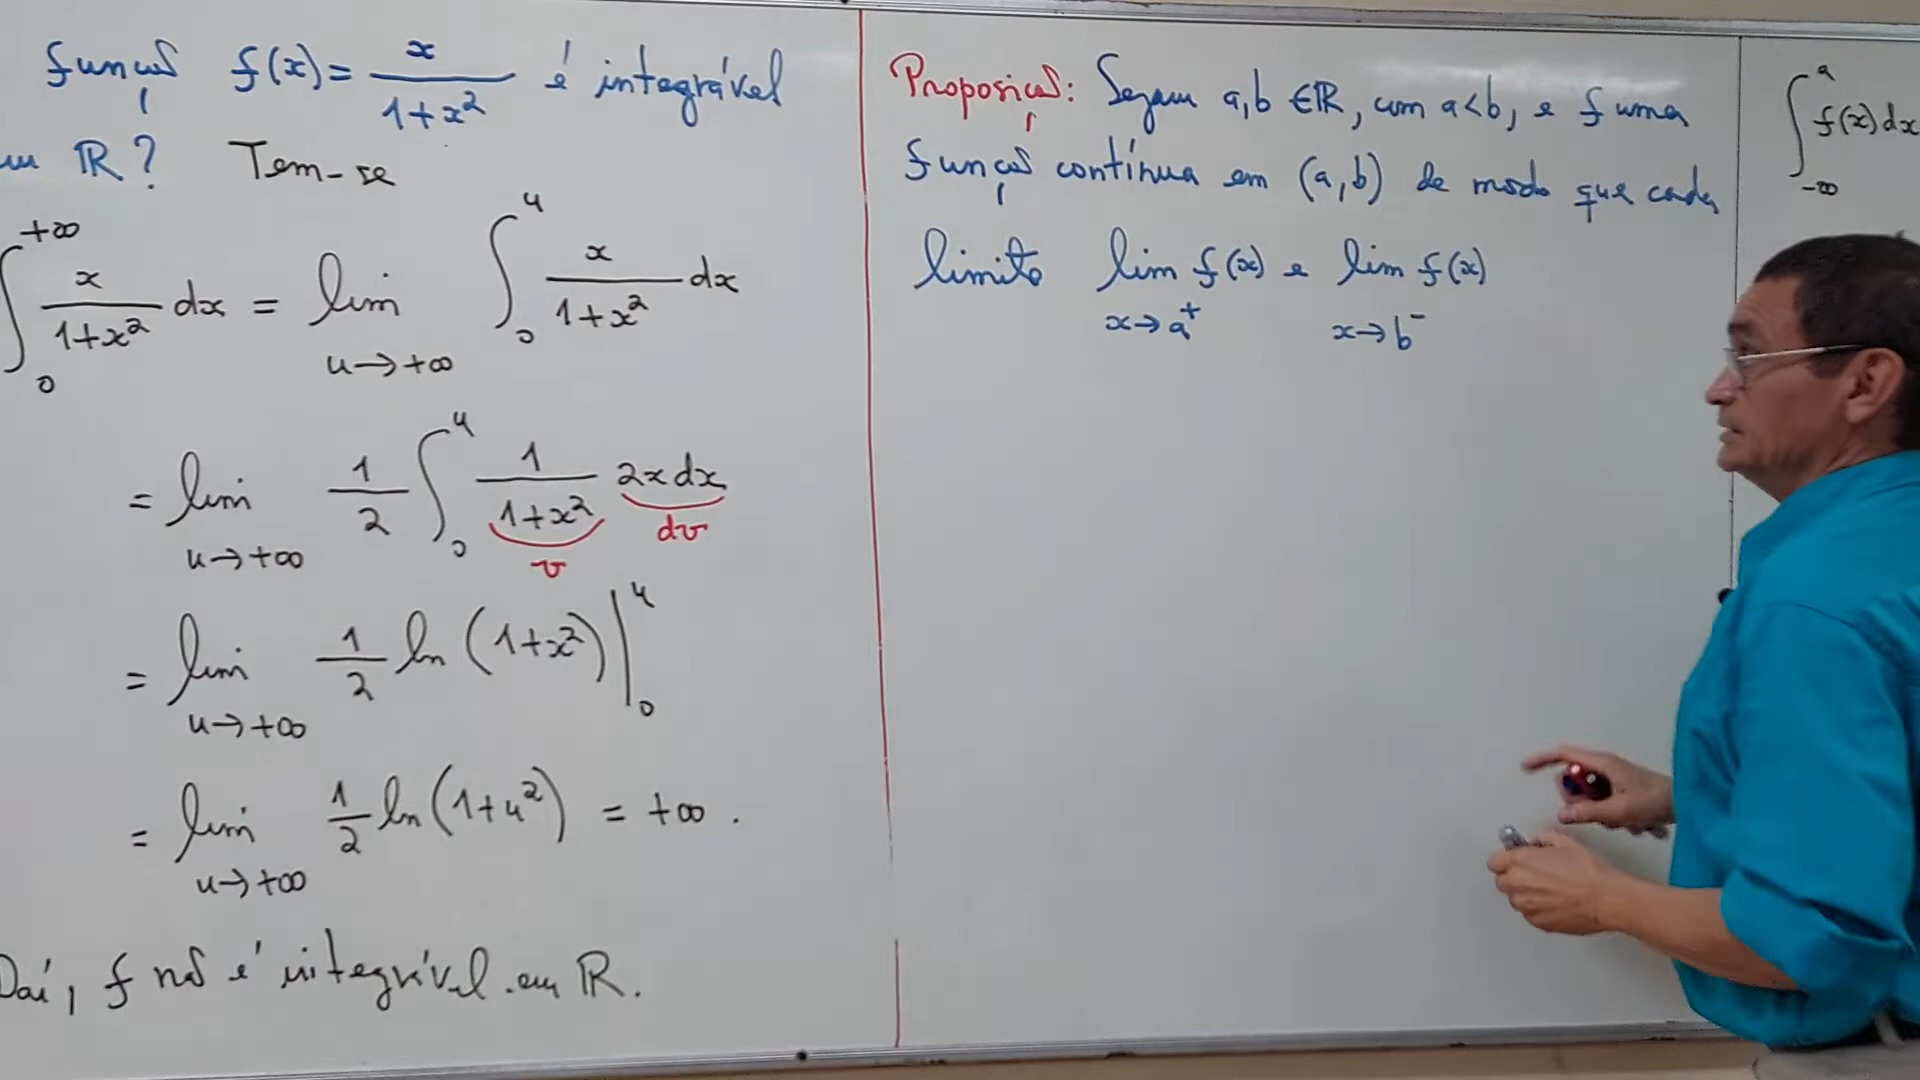 função f(x) = x/(1+x²) é integrável
em ℝ? Tem-se
∫₀^{+∞} x/(1+x²) dx = lim_{u→+∞} ∫₀^u x/(1+x²) dx
= lim_{u→+∞} 1/2 ∫₀^u 1/(1+x²) 2x dx
v dv
= lim_{u→+∞} 1/2 ln(1+x²) |₀^u
= lim_{u→+∞} 1/2 ln(1+u²) = +∞.
Daí, f não é integrável em ℝ.
Proposição: Sejam a,b ∈ ℝ, com a<b, e f uma
função contínua em (a,b) de modo que cada
limite lim_{x→a⁺} f(x) e lim_{x→b⁻} f(x)
∫_{-∞}^a f(x)dx